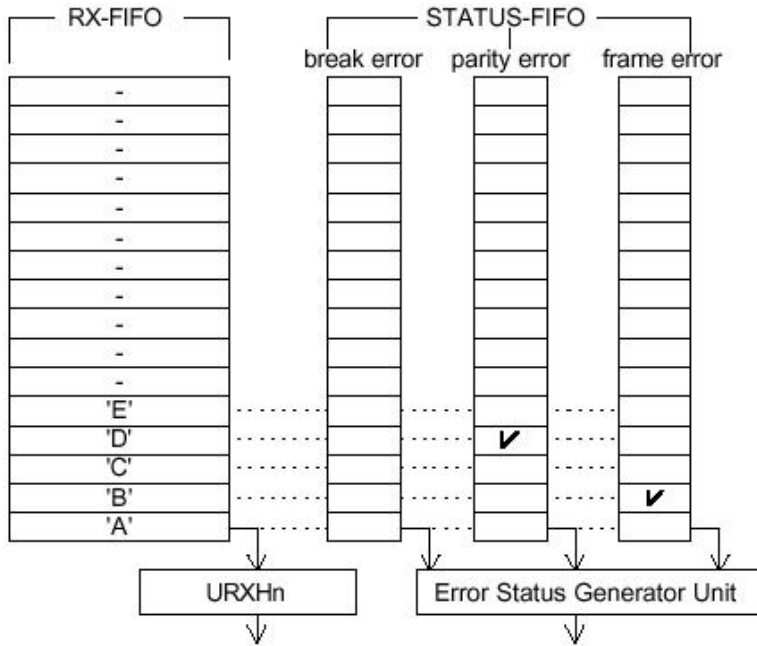 RX-FIFO
STATUS-FIFO
break error parity error frame error
-
-
-
-
-
-
-
-
-
-
-
'E'
'D'
'C'
'B'
'A'
URXHn
Error Status Generator Unit